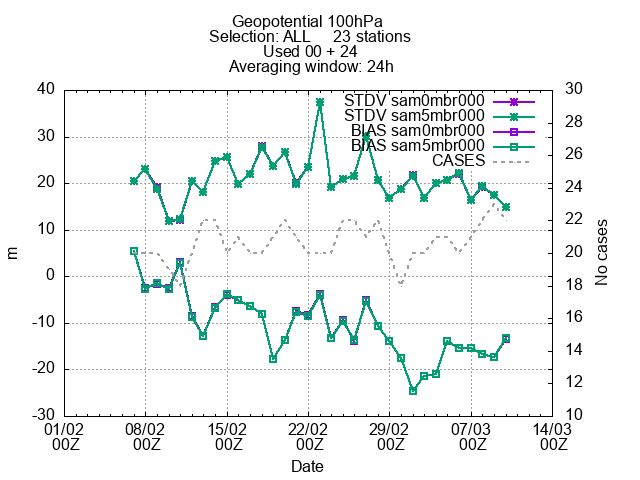 Geopotential 100hPa
Selection: ALL     23 stations
Used 00 + 24
Averaging window: 24h
40 30
STDV sam0mbr000
STDV sam5mbr000
BIAS sam0mbr000
BIAS sam5mbr000
CASES
30 28
20 26
10 24
0 22
-10 20
-20 18
-30 16
14
12
10
m
No cases
01/02 08/02 15/02 22/02 29/02 07/03 14/03
00Z 00Z 00Z 00Z 00Z 00Z 00Z
Date